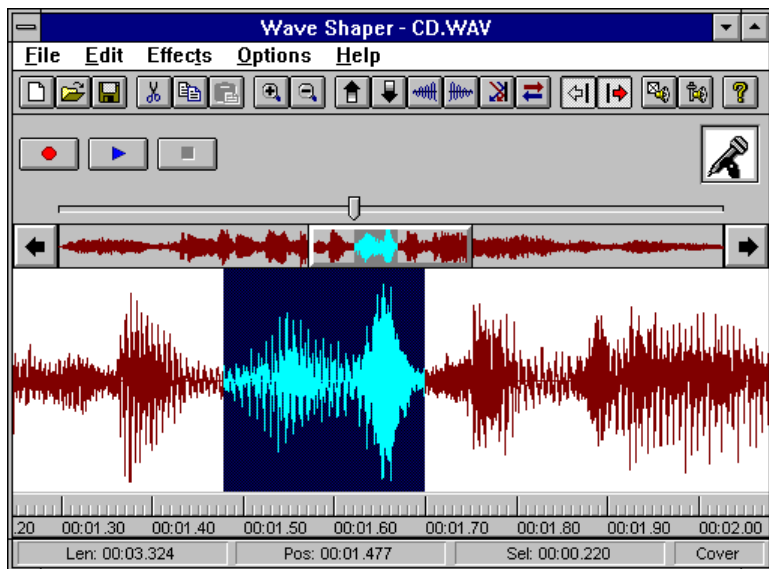 Wave Shaper - CD.WAV
File Edit Effects Options Help
?
.20 00:01.30 00:01.40 00:01.50 00:01.60 00:01.70 00:01.80 00:01.90 00:02.00
Len: 00:03.324 Pos: 00:01.477 Sel: 00:00.220 Cover